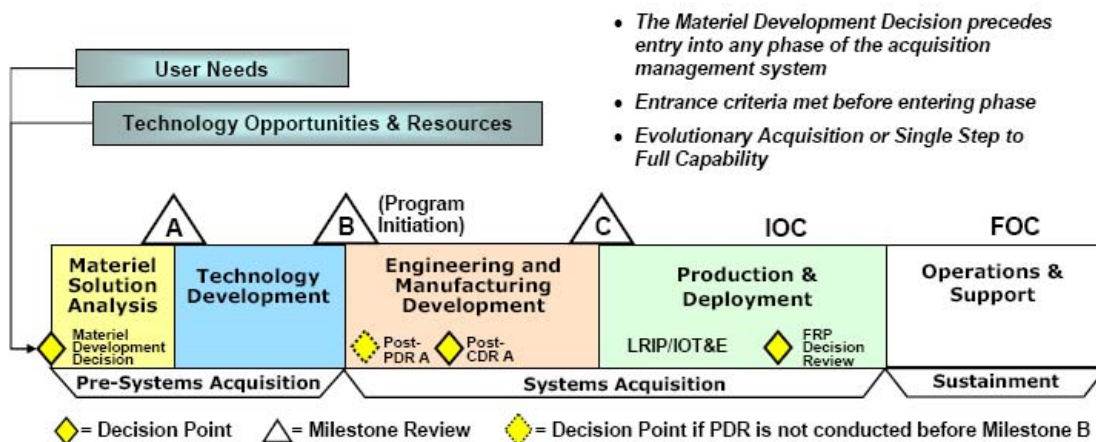 User Needs
Technology Opportunities & Resources
• The Materiel Development Decision precedes
entry into any phase of the acquisition
management system
• Entrance criteria met before entering phase
• Evolutionary Acquisition or Single Step to
Full Capability
A
B
(Program
Initiation)
C
IOC
FOC
Materiel
Solution
Analysis
Materiel
Development
Decision
Technology
Development
Engineering and
Manufacturing
Development
Post-
PDR A
Post-
CDR A
Production &
Deployment
LRIP/IOT&E
FRP
Decision
Review
Operations &
Support
Pre-Systems Acquisition
Systems Acquisition
Sustainment
= Decision Point
= Milestone Review
= Decision Point if PDR is not conducted before Milestone B